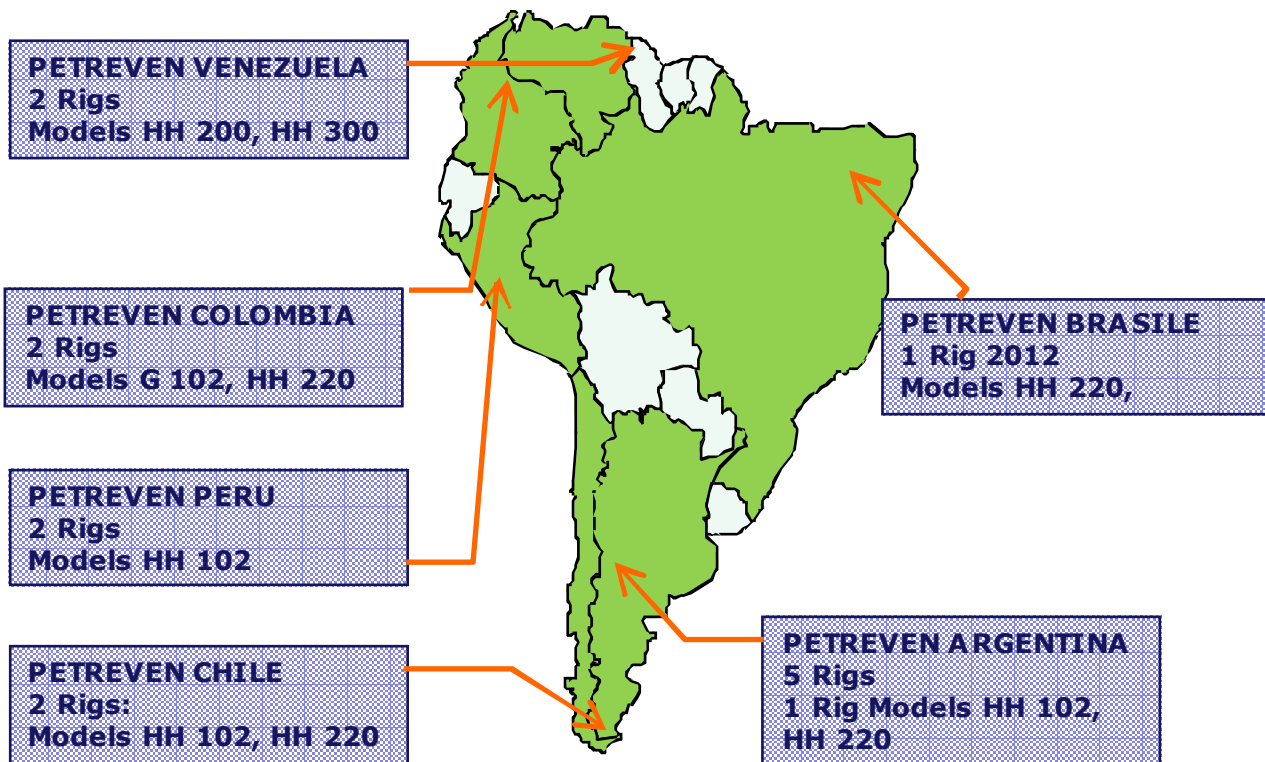 PETREVEN VENEZUELA
2 Rigs
Models HH 200, HH 300
PETREVEN COLOMBIA
2 Rigs
Models G 102, HH 220
PETREVEN BRASILE
1 Rig 2012
Models HH 220,
PETREVEN PERU
2 Rigs
Models HH 102
PETREVEN CHILE
2 Rigs:
Models HH 102, HH 220
PETREVEN ARGENTINA
5 Rigs
1 Rig Models HH 102,
HH 220